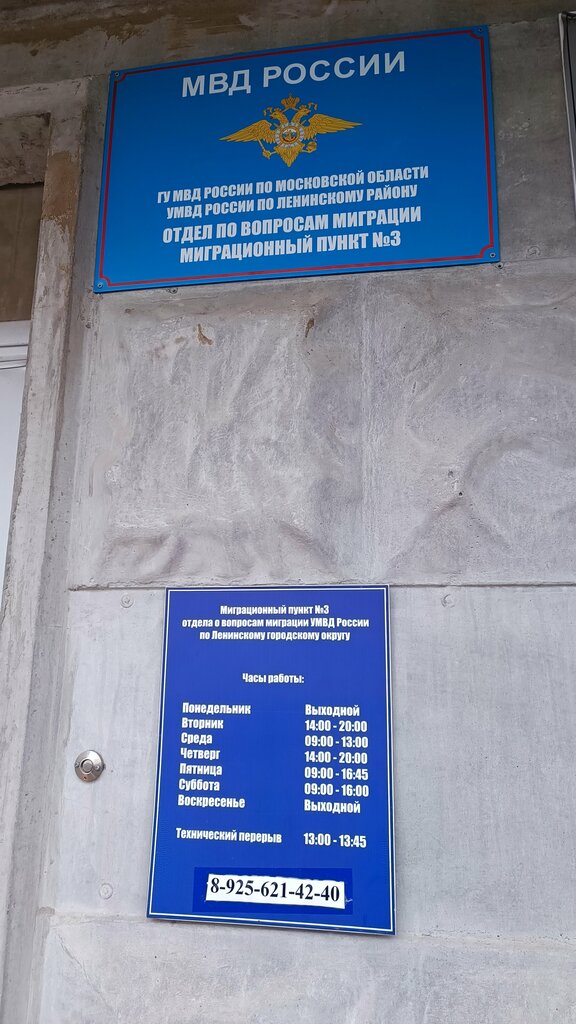 МВД РОССИИ
ГУ МВД РОССИИ ПО МОСКОВСКОЙ ОБЛАСТИ
УМВД РОССИИ ПО ЛЕНИНСКОМУ РАЙОНУ
ОТДЕЛ ПО ВОПРОСАМ МИГРАЦИИ
МИГРАЦИОННЫЙ ПУНКТ №3
Миграционный пункт №3
отдела о вопросам миграции УМВД России
по Ленинскому городскому округу
Часы работы:
Понедельник Выходной
Вторник 14:00 - 20:00
Среда 09:00 - 13:00
Четверг 14:00 - 20:00
Пятница 09:00 - 16:45
Суббота 09:00 - 16:00
Воскресенье Выходной
Технический перерыв 13:00 - 13:45
8-925-621-42-40